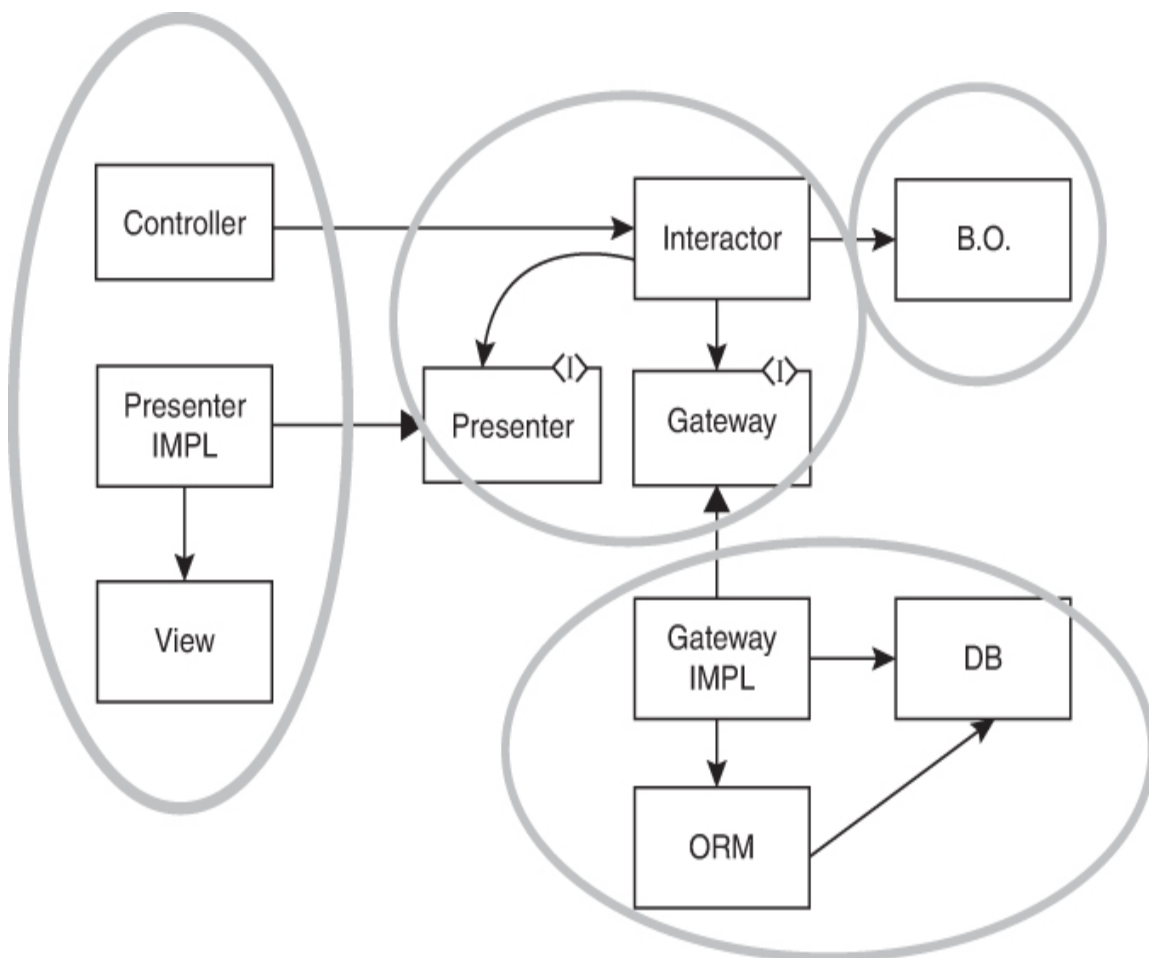 Controller
Interactor
B.O.
<I>
<I>
Presenter
IMPL
Presenter
Gateway
View
Gateway
IMPL
DB
ORM